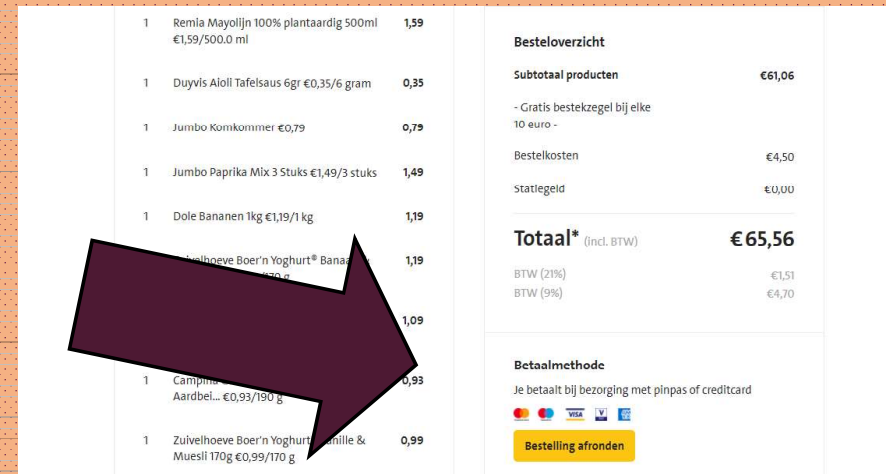 1 Remia Mayolijn 100% plantaardig 500ml 1,59
€1,59/500.0 ml
1 Duyvis Aioli Tafelsaus 6gr €0,35/6 gram 0,35
1 Jumbo Komkommer €0,79 0,79
1 Jumbo Paprika Mix 3 Stuks €1,49/3 stuks 1,49
1 Dole Bananen 1kg €1,19/1 kg 1,19
Boer'n Yoghurt® 1,19
1,09
1 0,93
Aardbei... €0,93/190 g
1 Zuivelhoeve Boer'n Yoghurt & 0,99
Muesli 170g €0,99/170 g
Besteloverzicht
Subtotaal producten €61,06
- Gratis bestekzegel bij elke
10 euro -
Bestelkosten €4,50
Statiegeld €0,00
Totaal* (incl. BTW) €65,56
BTW (21%) €1,51
BTW (9%) €4,70
Betaalmethode
Je betaalt bij bezorging met pinpas of creditcard
VISA
Bestelling afronden